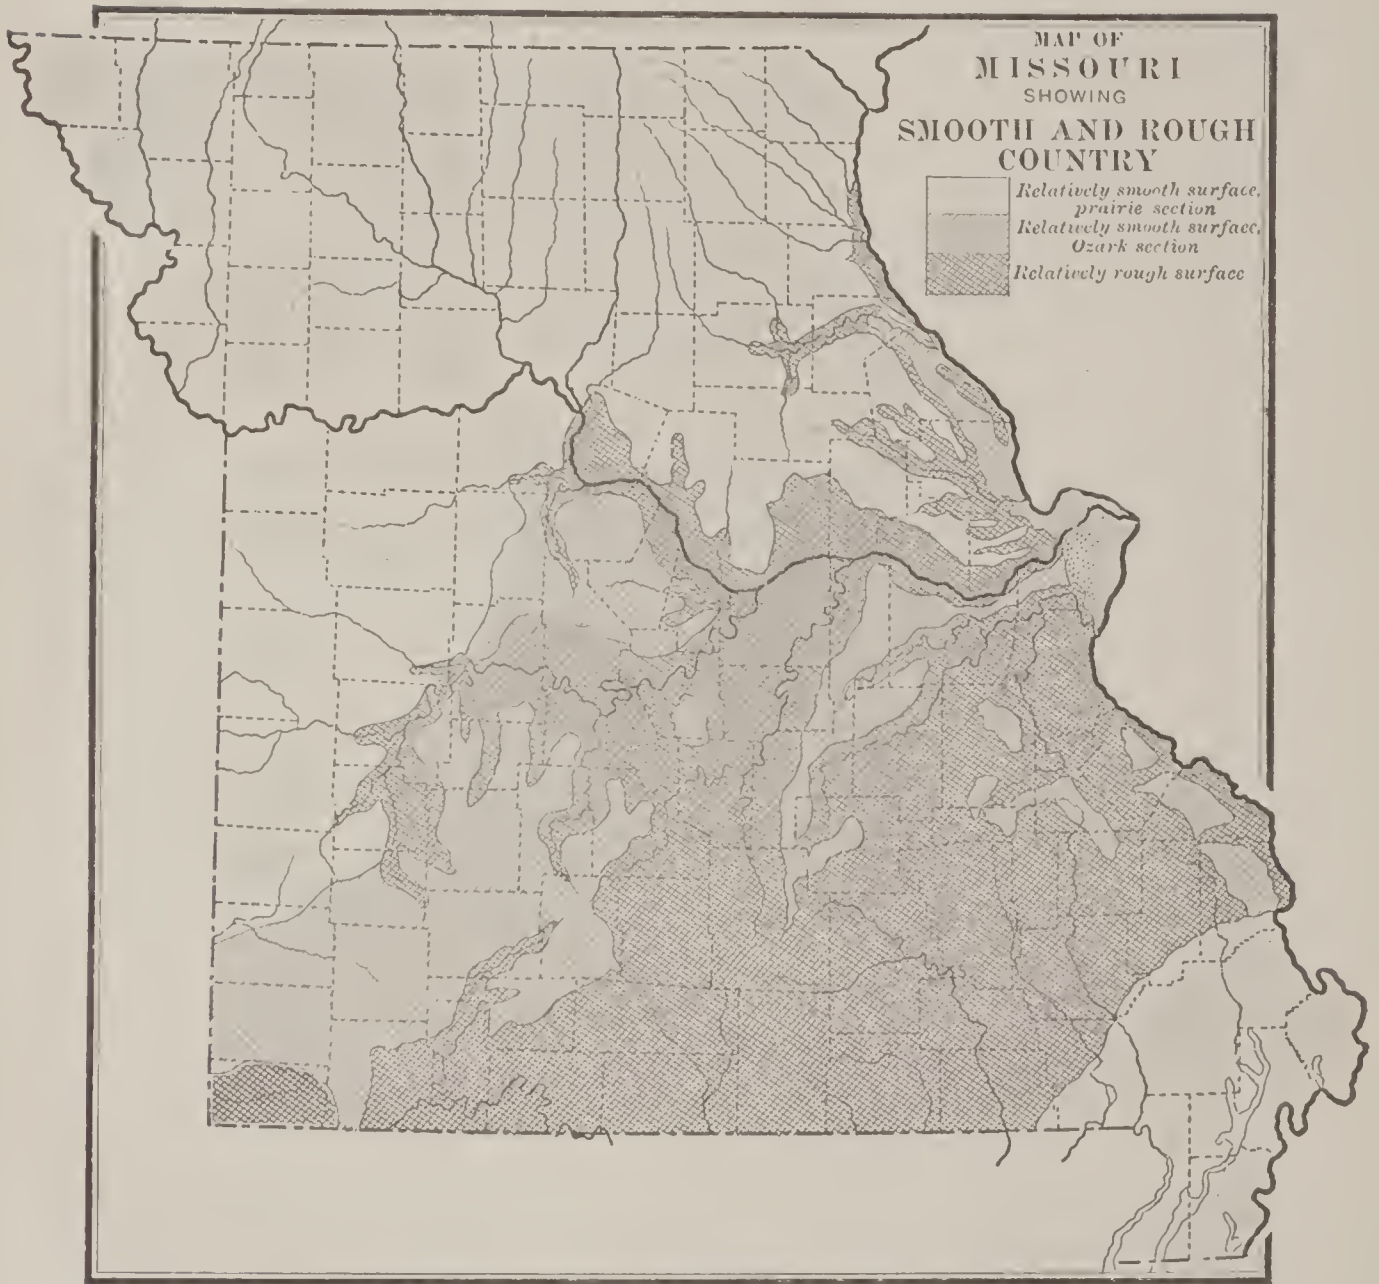 MAP OF
MISSOURI
SHOWING
SMOOTH AND ROUGH
COUNTRY
Relatively smooth surface,
prairie section
Relatively smooth surface,
Ozark section
Relatively rough surface